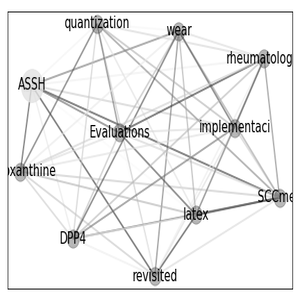 quantization
wear
rheumatolog
ASSH
Evaluations
implementaci
oxanthine
SCCme
latex
DPP4
revisited